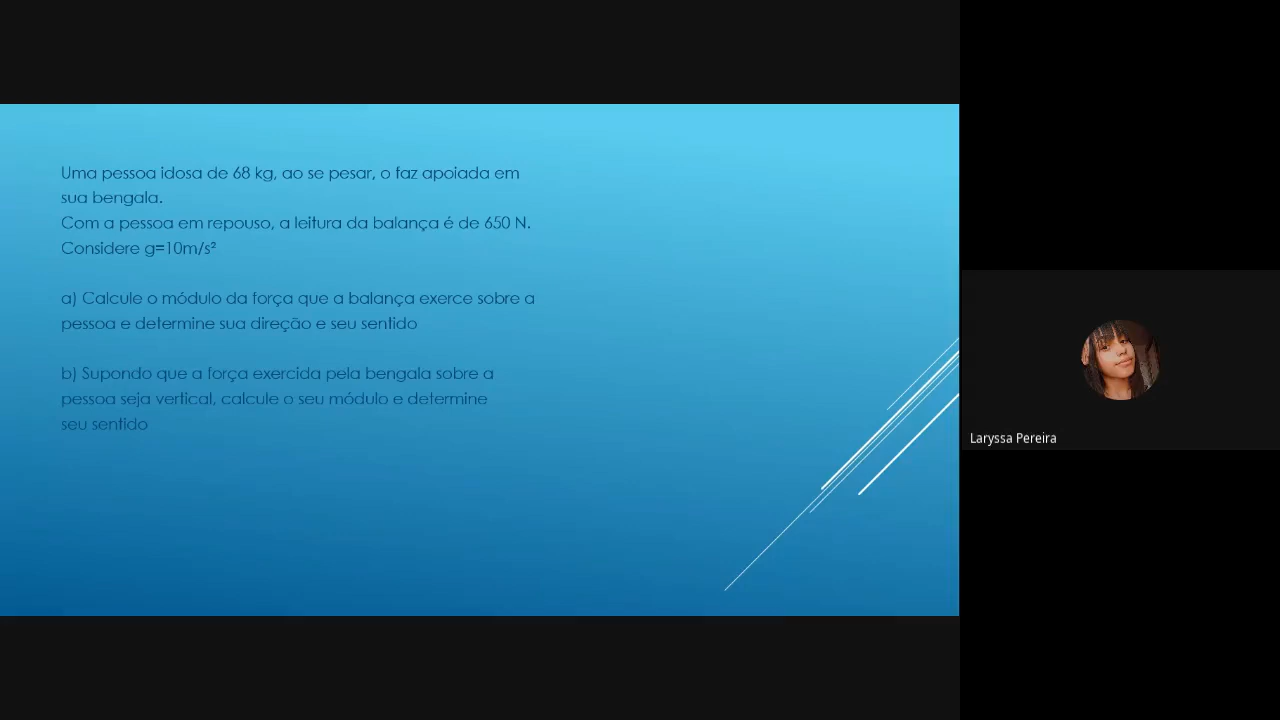 Uma pessoa idosa de 68 kg, ao se pesar, o faz apoiada em
sua bengala.
Com a pessoa em repouso, a leitura da balança é de 650 N.
Considere g=10m/s²
a) Calcule o módulo da força que a balança exerce sobre a
pessoa e determine sua direção e seu sentido
b) Supondo que a força exercida pela bengala sobre a
pessoa seja vertical, calcule o seu módulo e determine
seu sentido
Laryssa Pereira